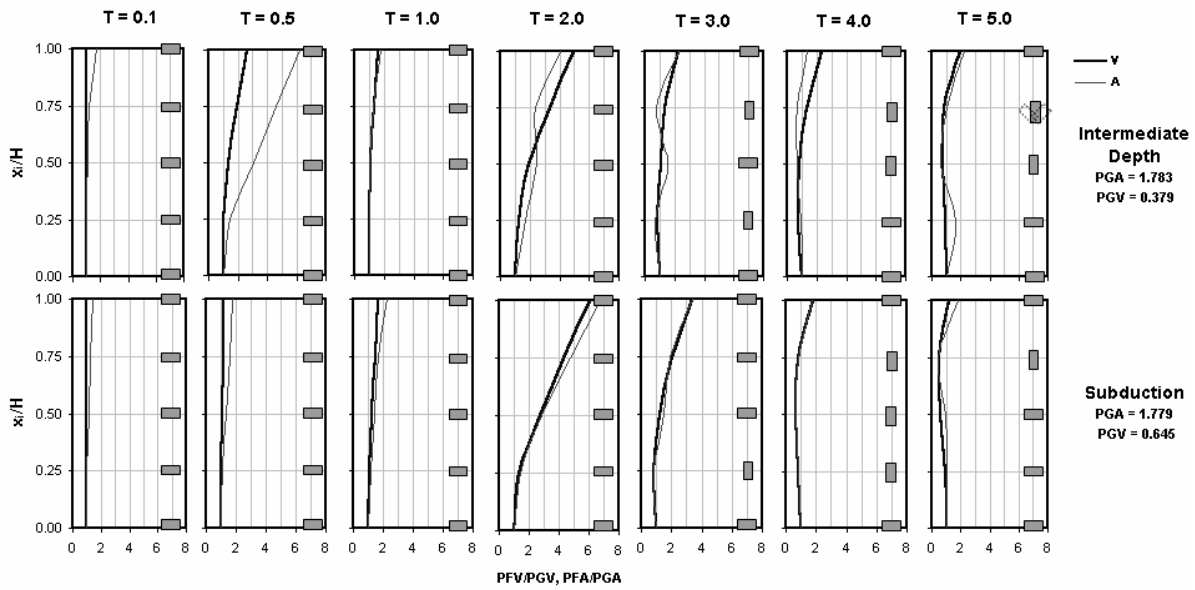 T = 0.1 T = 0.5 T = 1.0 T = 2.0 T = 3.0 T = 4.0 T = 5.0
1.00
0.75
0.50
0.25
0.00
xᵢ/H
V
A
Intermediate
Depth
PGA = 1.783
PGV = 0.379
1.00
0.75
0.50
0.25
0.00
xᵢ/H
Subduction
PGA = 1.779
PGV = 0.645
0 2 4 6 8 0 2 4 6 8 0 2 4 6 8 0 2 4 6 8 0 2 4 6 8 0 2 4 6 8 0 2 4 6 8
PFV/PGV, PFA/PGA